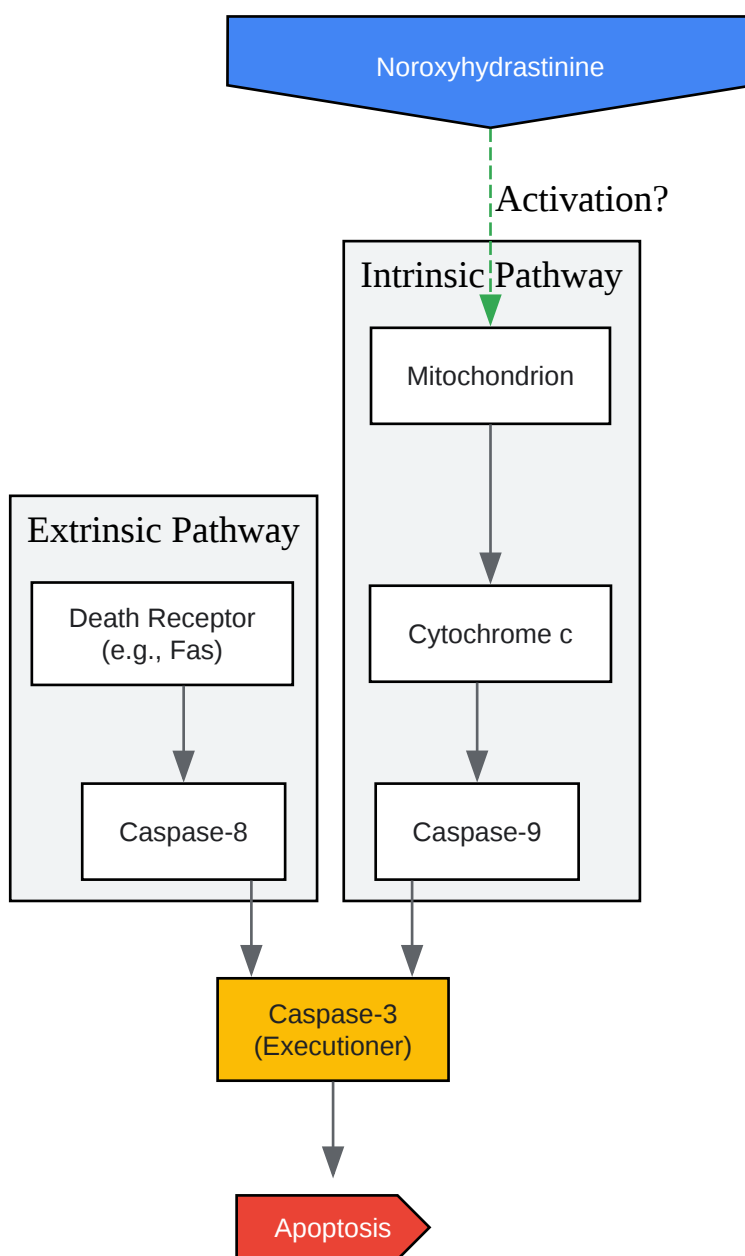 Noroxyhydrastinine
Activation?
Intrinsic Pathway
Mitochondrion
Extrinsic Pathway
Death Receptor
(e.g., Fas)
Cytochrome c
Caspase-8
Caspase-9
Caspase-3
(Executioner)
Apoptosis